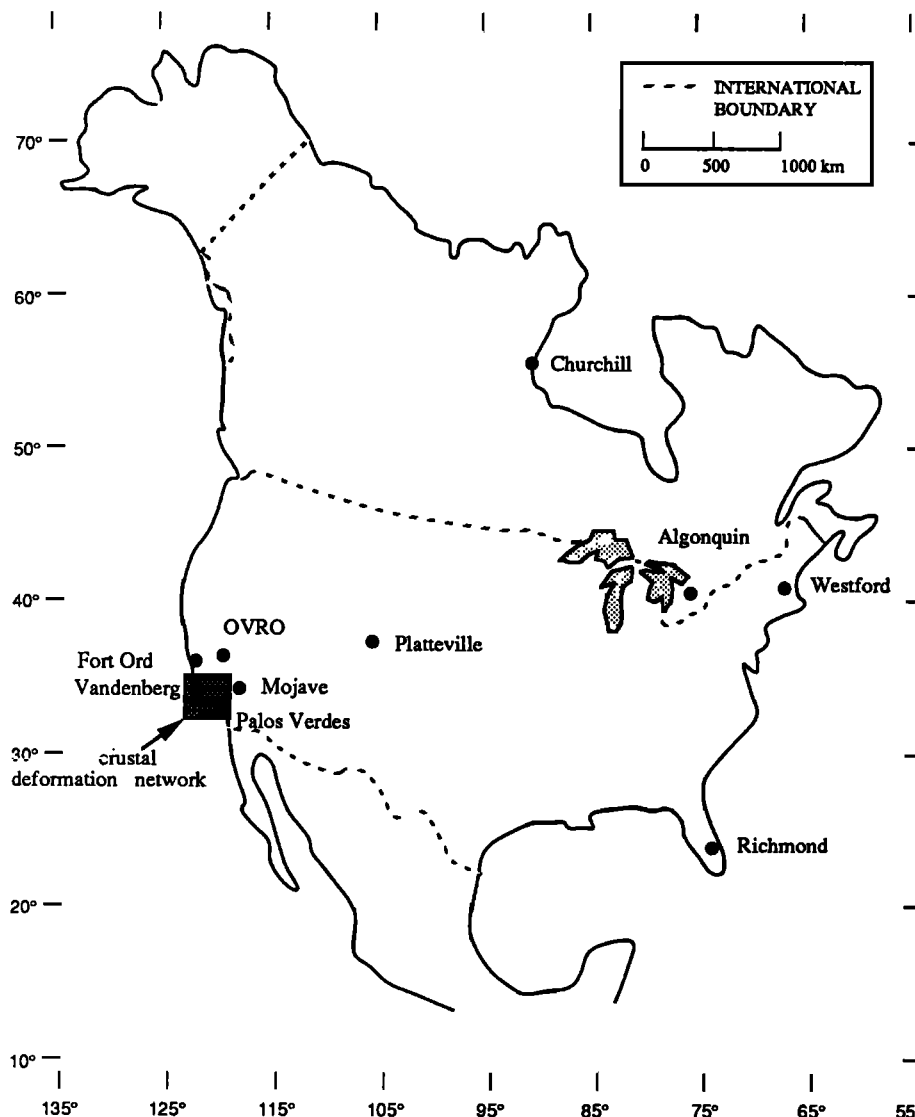 INTERNATIONAL
BOUNDARY
0 500 1000 km
70°
60°
Churchill
50°
Algonquin
40°
Westford
OVRO
Platteville
Fort Ord
Vandenberg
Mojave
Palos Verdes
30°
crustal
deformation network
Richmond
20°
10°
135° 125° 115° 105° 95° 85° 75° 65° 55